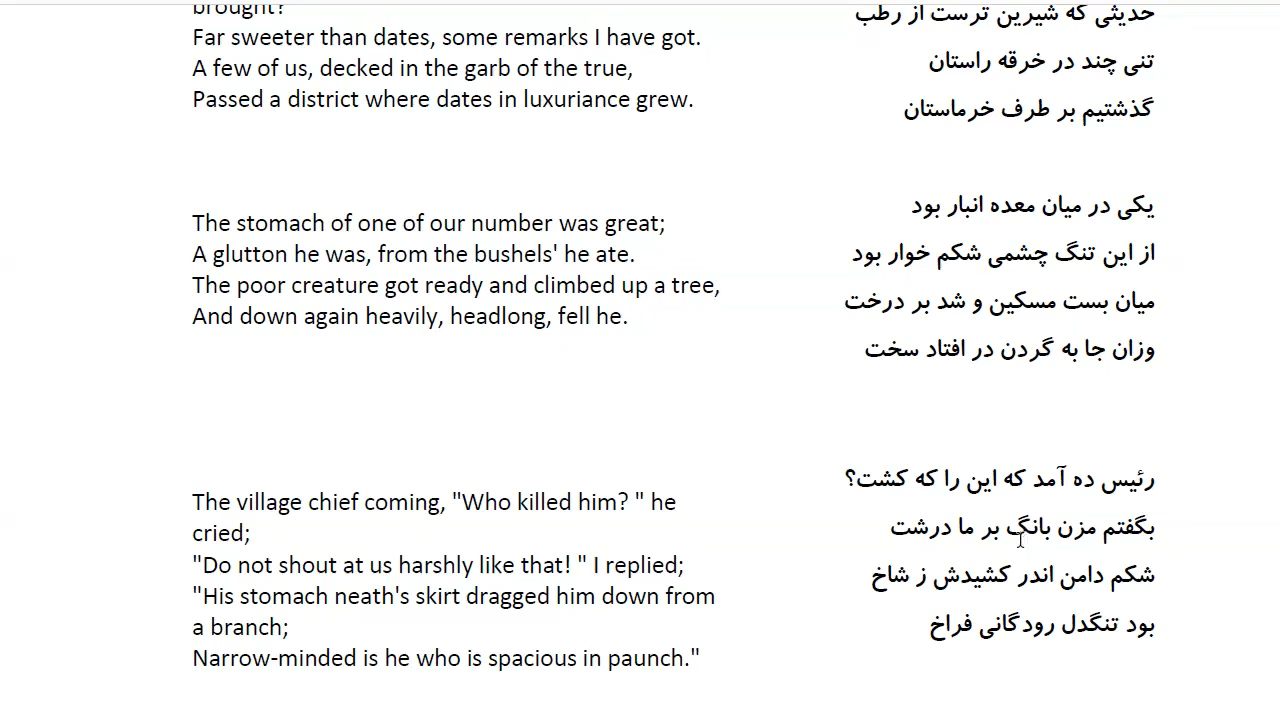 brought?
Far sweeter than dates, some remarks I have got.
A few of us, decked in the garb of the true,
Passed a district where dates in luxuriance grew.
The stomach of one of our number was great;
A glutton he was, from the bushels' he ate.
The poor creature got ready and climbed up a tree,
And down again heavily, headlong, fell he.
The village chief coming, "Who killed him? " he
cried;
"Do not shout at us harshly like that! " I replied;
"His stomach neath's skirt dragged him down from
a branch;
Narrow-minded is he who is spacious in paunch."
حدیثی که شیرین ترست از رطب
تنی چند در خرقه راستان
گذشتیم بر طرف خرماستان
یکی در میان معده انبار بود
از این تنگ چشمی شکم خوار بود
میان بست مسکین و شد بر درخت
وزان جا به گردن در افتاد سخت
رئیس ده آمد که این را که کشت؟
بگفتم مزن بانگ بر ما درشت
شکم دامن اندر کشیدش ز شاخ
بود تنگدل رودگانی فراخ